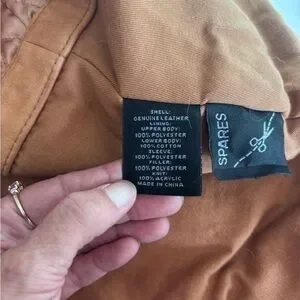 SHELL:
GENUINE LEATHER
LINING:
UPPER BODY:
100% POLYESTER
LOWER BODY:
100% COTTON
SLEEVE:
100% POLYESTER
FILLER:
100% POLYESTER
KNIT:
100% ACRYLIC
MADE IN CHINA
SPARES